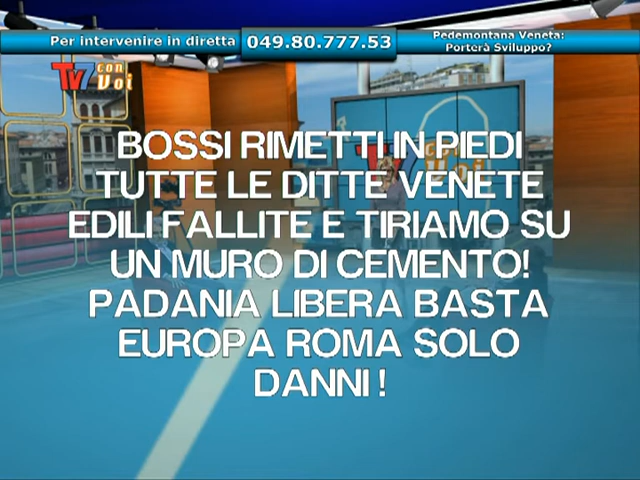 Per intervenire in diretta
049.80.777.53
Pedemontana Veneta:
Porterà Sviluppo?
Tv7 con
Voi
BOSSI RIMETTI IN PIEDI
TUTTE LE DITTE VENETE
EDILI FALLITE E TIRIAMO SU
UN MURO DI CEMENTO!
PADANIA LIBERA BASTA
EUROPA ROMA SOLO
DANNI !